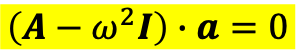 (𝑨 − 𝜔²𝑰) · 𝒂 = 0